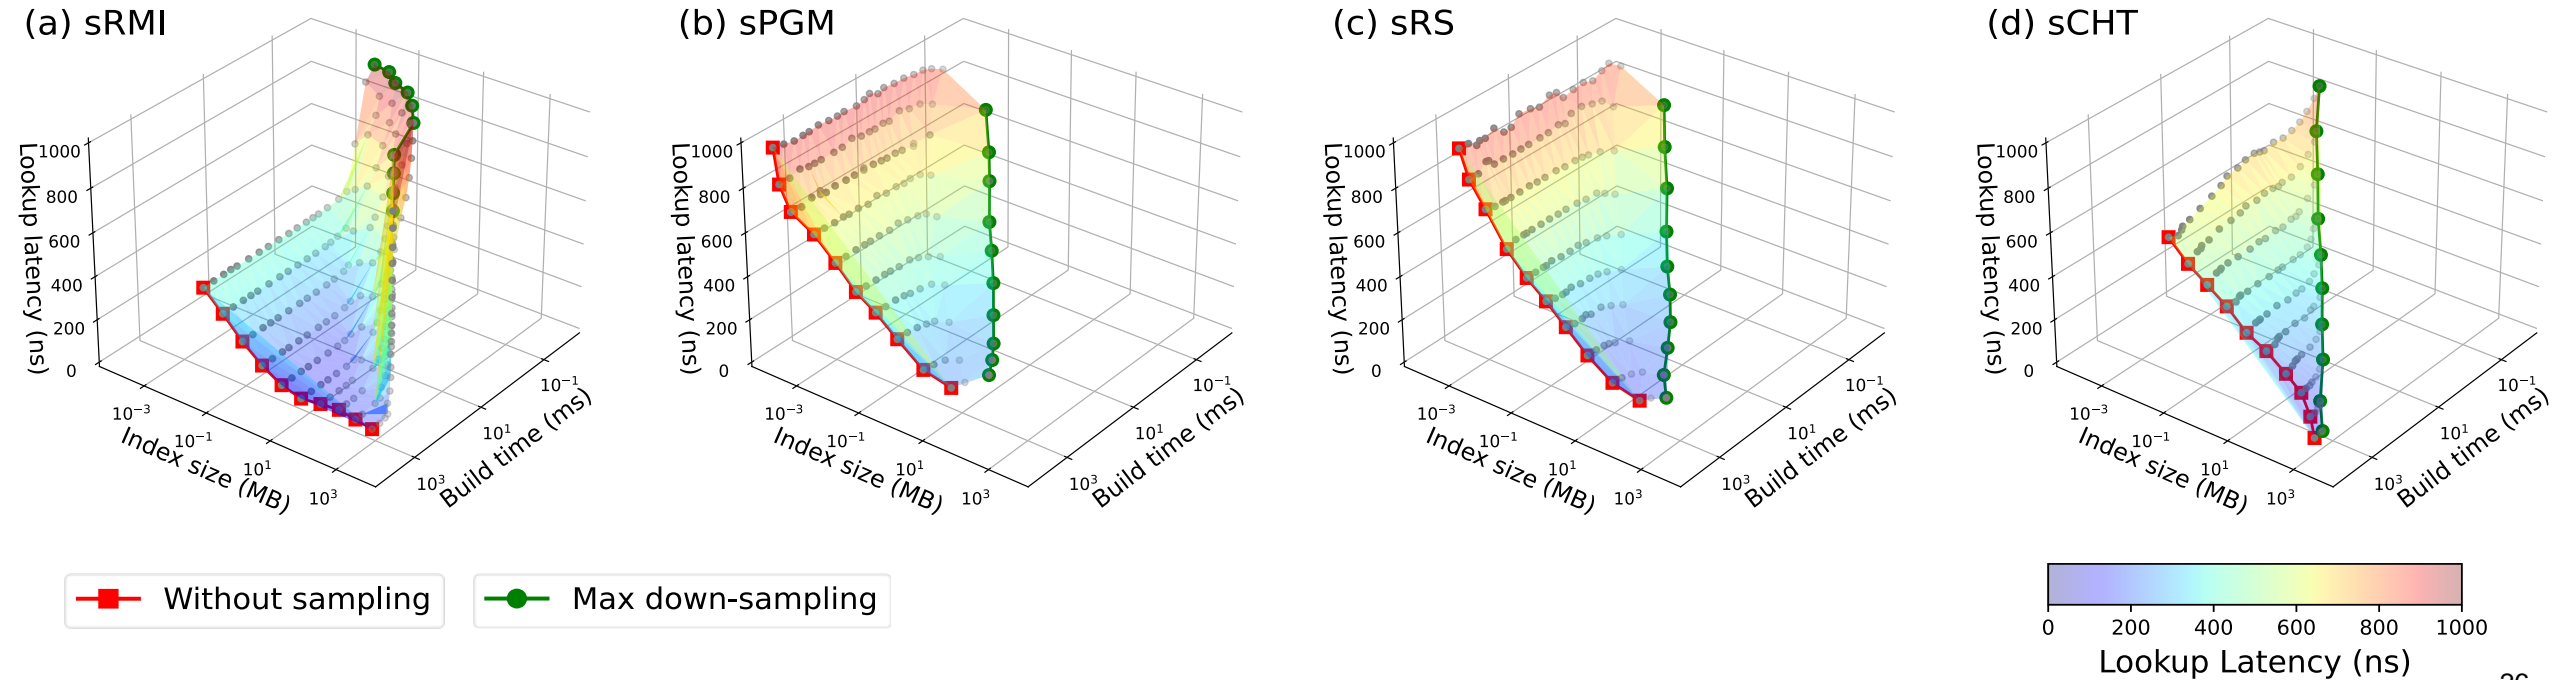 (a) sRMI
(b) sPGM
(c) sRS
(d) sCHT
Lookup latency (ns)
1000
800
600
400
200
0
10⁻³
10⁻¹
10¹
10³
Index size (MB)
10³
10¹
10⁻¹
Build time (ms)
Lookup latency (ns)
1000
800
600
400
200
0
10⁻³
10⁻¹
10¹
10³
Index size (MB)
10³
10¹
10⁻¹
Build time (ms)
Lookup latency (ns)
1000
800
600
400
200
0
10⁻³
10⁻¹
10¹
10³
Index size (MB)
10³
10¹
10⁻¹
Build time (ms)
Lookup latency (ns)
1000
800
600
400
200
0
10⁻³
10⁻¹
10¹
10³
Index size (MB)
10³
10¹
10⁻¹
Build time (ms)
Without sampling
Max down-sampling
0 200 400 600 800 1000
Lookup Latency (ns)